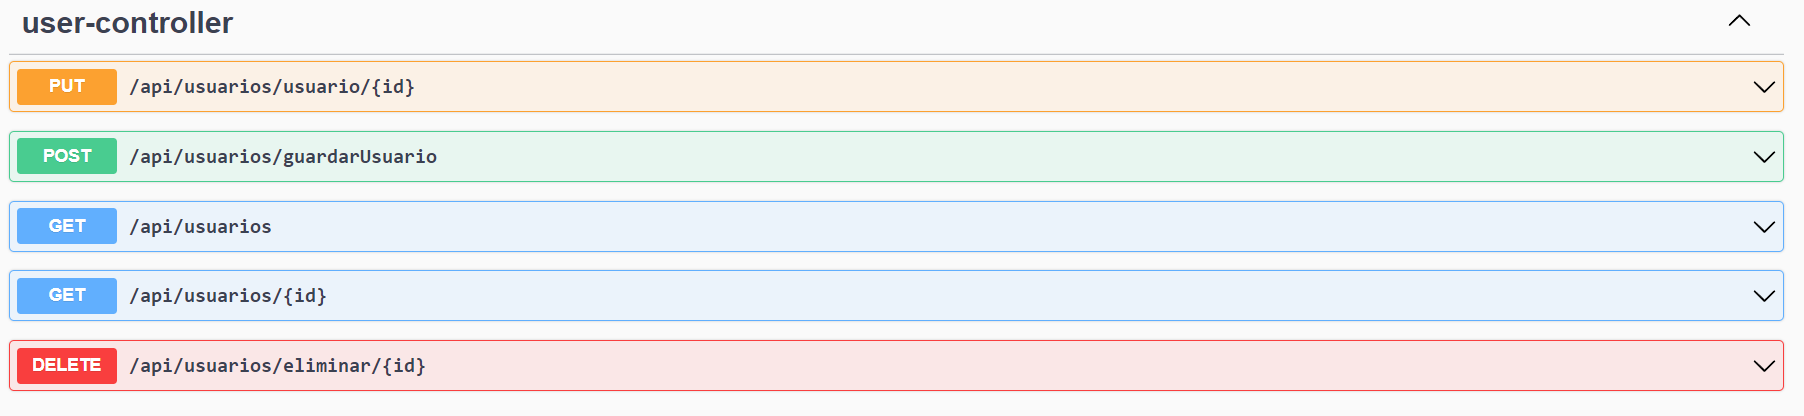 user-controller
PUT /api/usuarios/usuario/{id}
POST /api/usuarios/guardarUsuario
GET /api/usuarios
GET /api/usuarios/{id}
DELETE /api/usuarios/eliminar/{id}